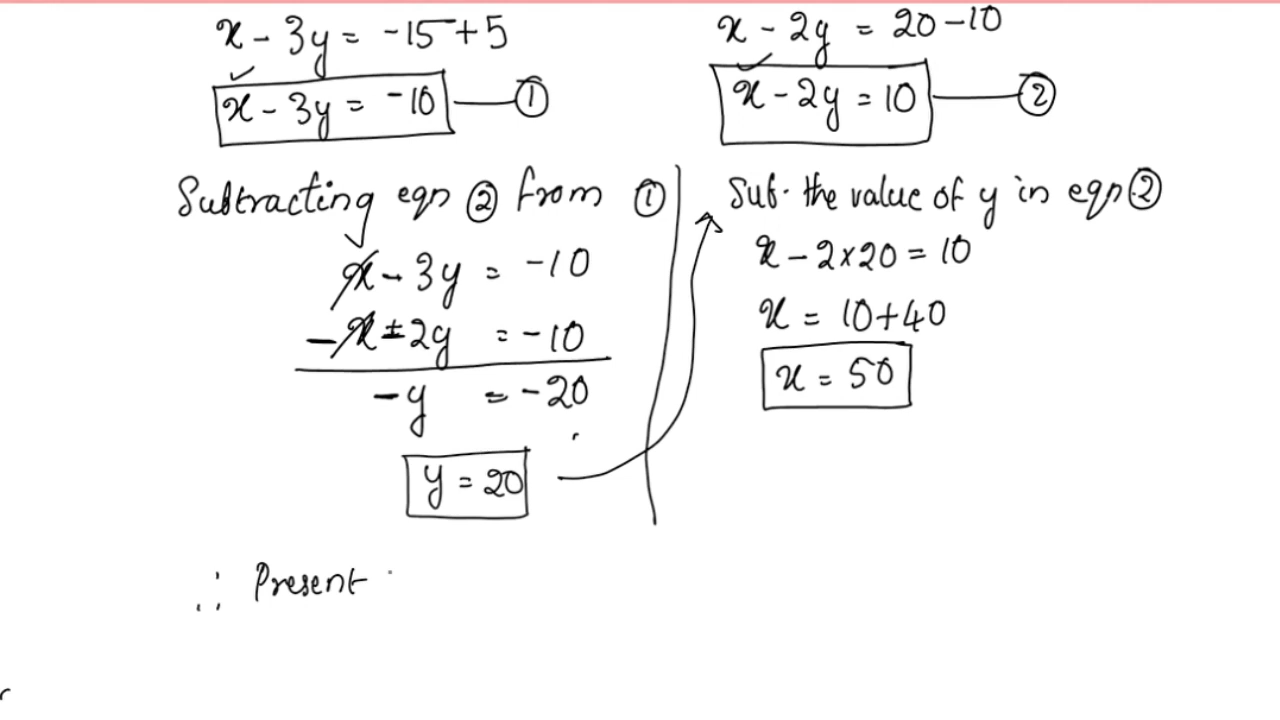 x - 3y = -15 + 5
x - 3y = -10 ①
x - 2y = 20 - 10
x - 2y = 10 ②
Subtracting eqn ② from ①
x - 3y = -10
- x ± 2y = - 10
-y = -20
y = 20
Sub. the value of y in eqn ②
x - 2 × 20 = 10
x = 10 + 40
x = 50
∴ Present